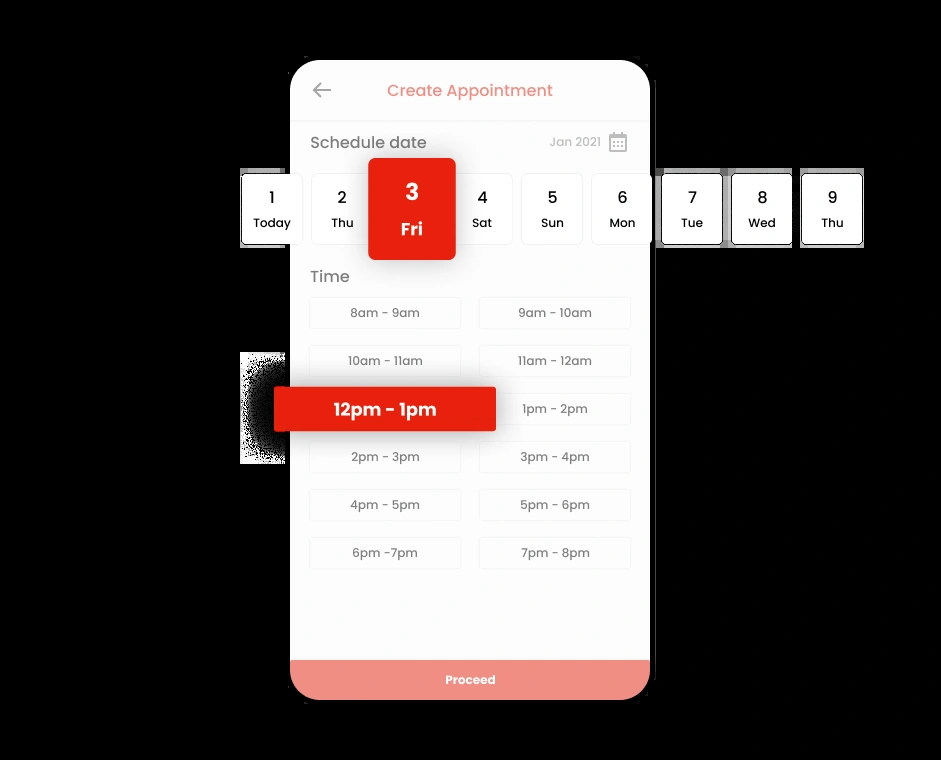 Create Appointment
Schedule date Jan 2021
1 2 3 4 5 6 7 8 9
Today Thu Fri Sat Sun Mon Tue Wed Thu
Time
8am - 9am 9am - 10am
10am - 11am 11am - 12am
12pm - 1pm 1pm - 2pm
2pm - 3pm 3pm - 4pm
4pm - 5pm 5pm - 6pm
6pm -7pm 7pm - 8pm
Proceed